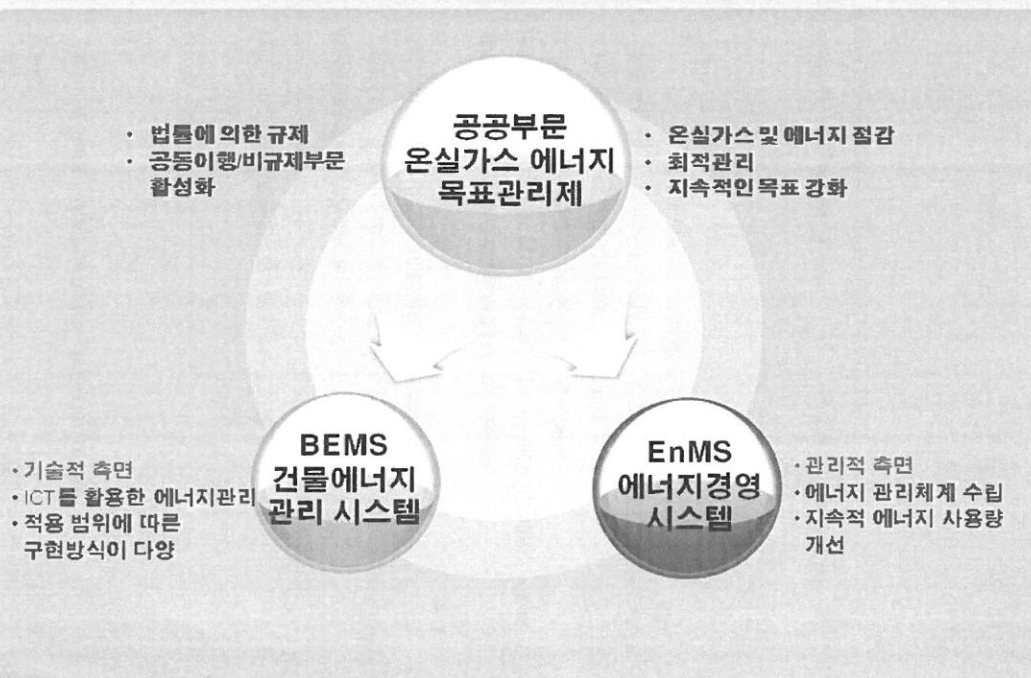 공공부문
온실가스 에너지
목표관리제
· 법률에 의한 규제
· 공동이행/비규제부문
활성화
· 온실가스 및 에너지 절감
· 최적관리
· 지속적인 목표 강화
BEMS
건물에너지
관리 시스템
· 기술적 측면
· ICT를 활용한 에너지관리
· 적용 범위에 따른
구현방식이 다양
EnMS
에너지경영
시스템
· 관리적 측면
· 에너지 관리체계 수립
· 지속적 에너지 사용량
개선